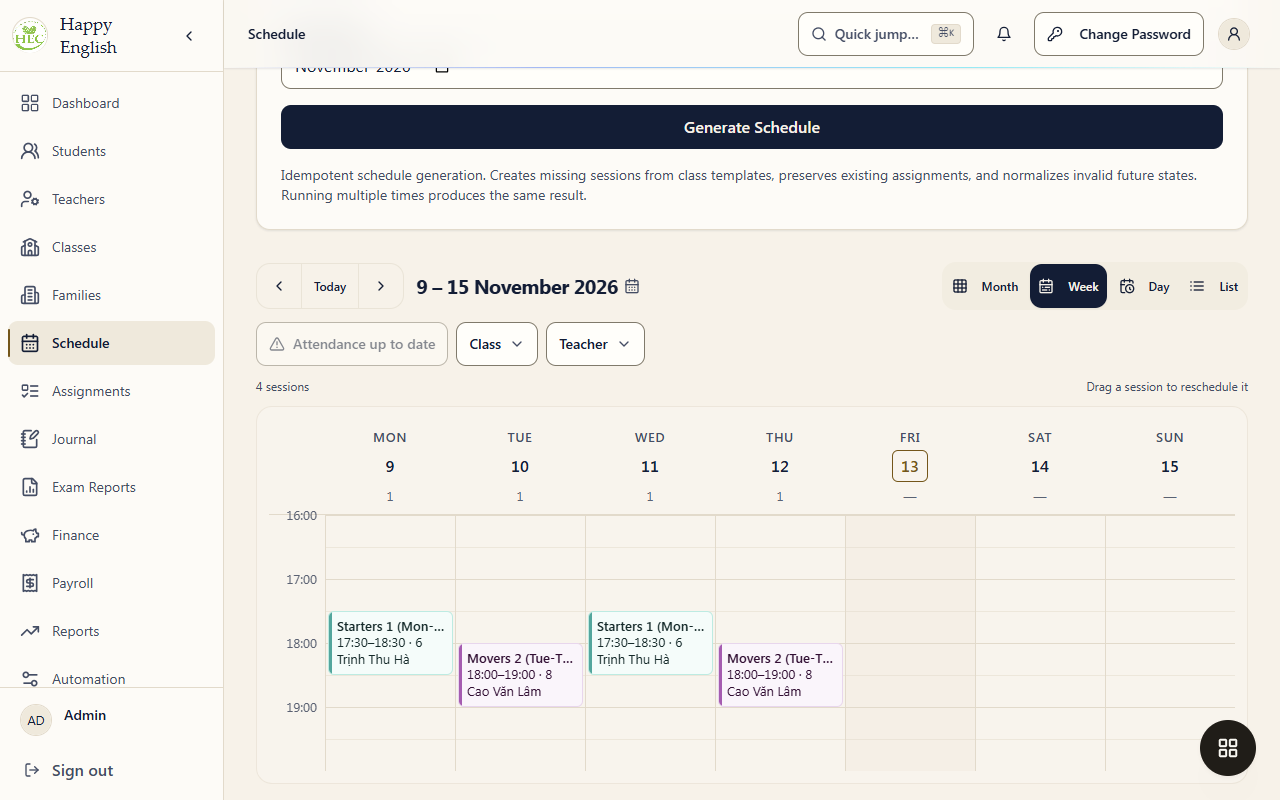 HEC
Happy
English
Dashboard
Students
Teachers
Classes
Families
Schedule
Assignments
Journal
Exam Reports
Finance
Payroll
Reports
Automation
AD
Admin
Sign out
Schedule
Quick jump...
⌘K
Change Password
November 2026
Generate Schedule
Idempotent schedule generation. Creates missing sessions from class templates, preserves existing assignments, and normalizes invalid future states.
Running multiple times produces the same result.
Today
9 – 15 November 2026
Month
Week
Day
List
Attendance up to date
Class
Teacher
4 sessions
Drag a session to reschedule it
MON
TUE
WED
THU
FRI
SAT
SUN
9
10
11
12
13
14
15
1
1
1
1
—
—
—
16:00
17:00
18:00
19:00
Starters 1 (Mon-...
17:30–18:30 · 6
Trịnh Thu Hà
Movers 2 (Tue-T...
18:00–19:00 · 8
Cao Văn Lâm
Starters 1 (Mon-...
17:30–18:30 · 6
Trịnh Thu Hà
Movers 2 (Tue-T...
18:00–19:00 · 8
Cao Văn Lâm